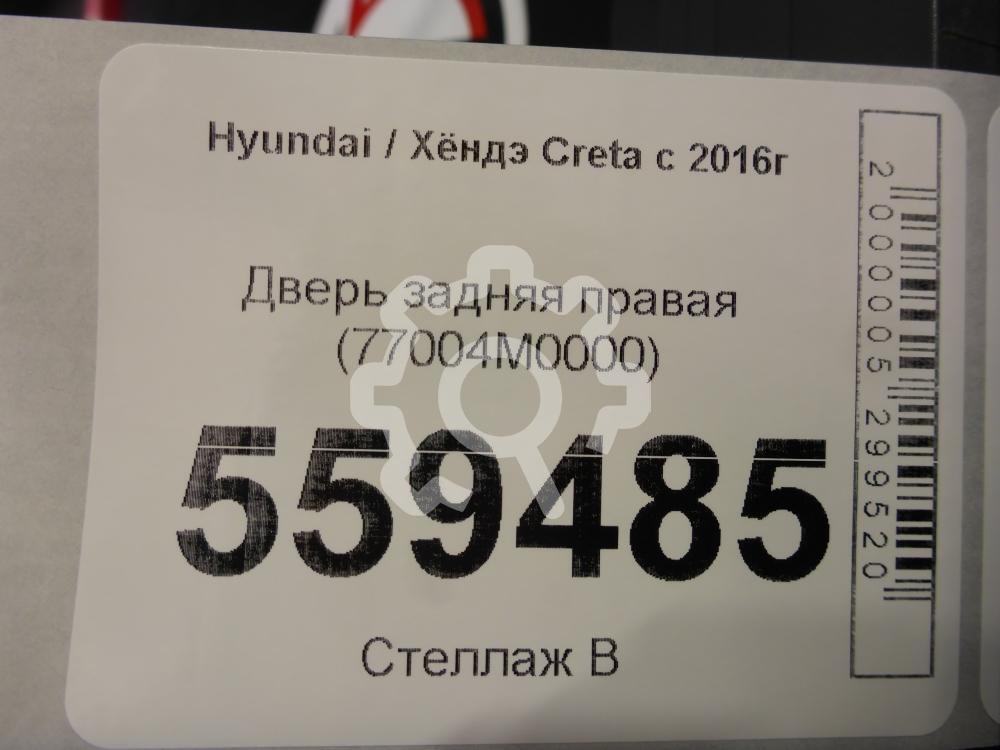 Hyundai / Хёндэ Creta с 2016г
Дверь задняя правая
(77004M0000)
559485
Стеллаж В
2000005299520